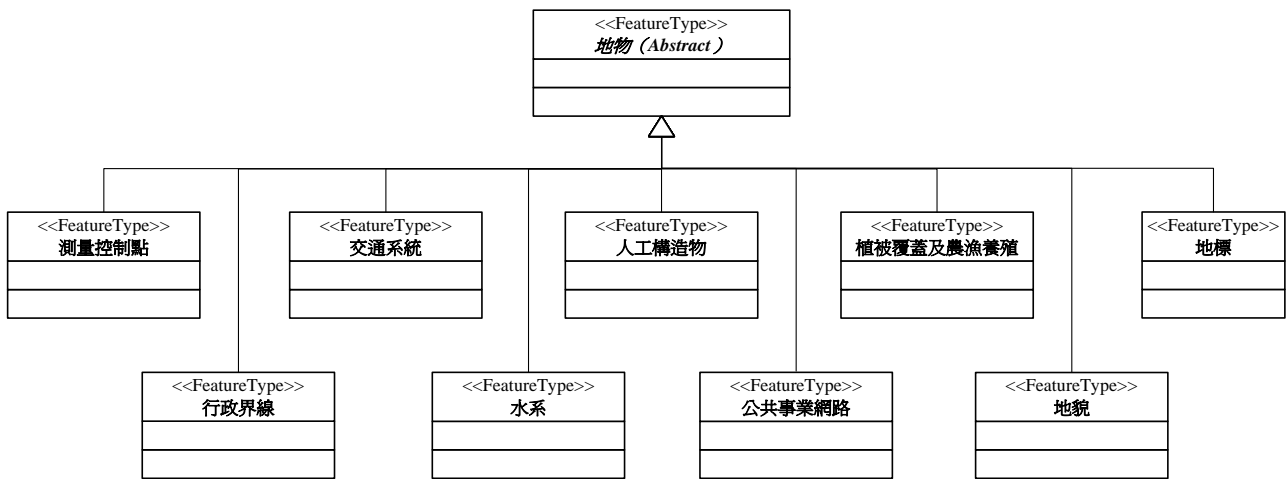 <<FeatureType>>
地物（Abstract）
<<FeatureType>>
測量控制點
<<FeatureType>>
交通系統
<<FeatureType>>
人工構造物
<<FeatureType>>
植被覆蓋及農漁養殖
<<FeatureType>>
地標
<<FeatureType>>
行政界線
<<FeatureType>>
水系
<<FeatureType>>
公共事業網路
<<FeatureType>>
地貌